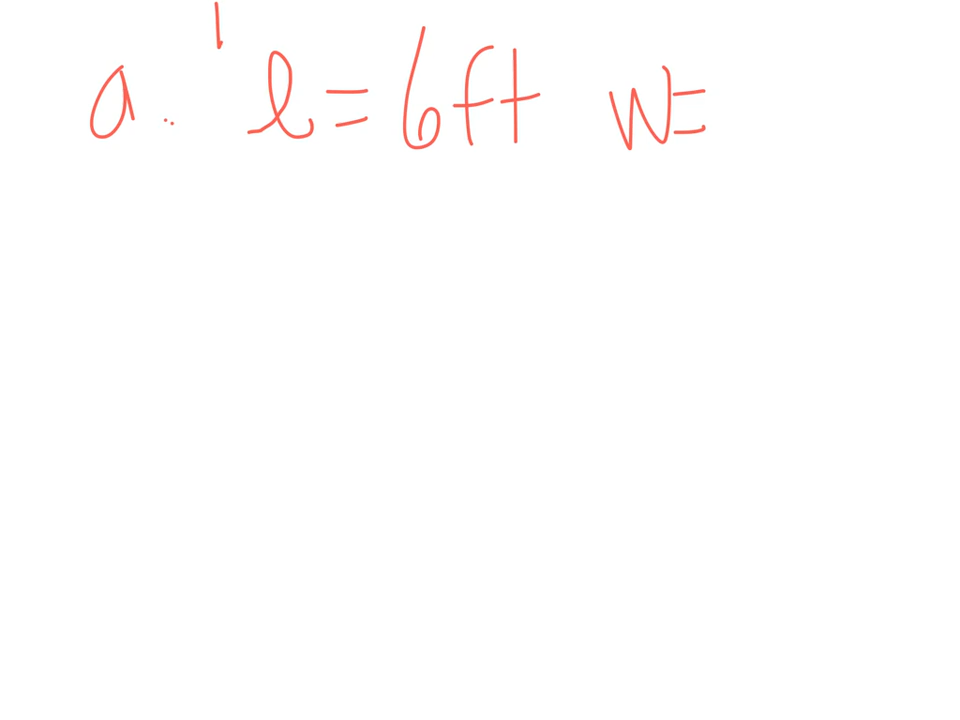 a. l = 6ft w=